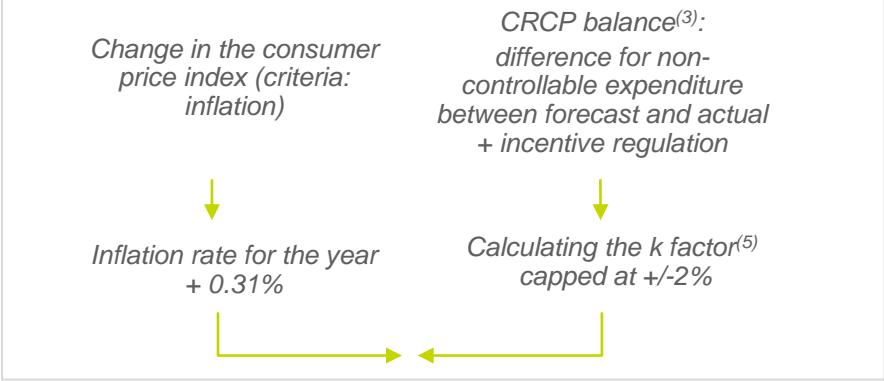 Change in the consumer
price index (criteria:
inflation)
CRCP balance(3):
difference for non-
controllable expenditure
between forecast and actual
+ incentive regulation
Inflation rate for the year
+ 0.31%
Calculating the k factor(5)
capped at +/-2%